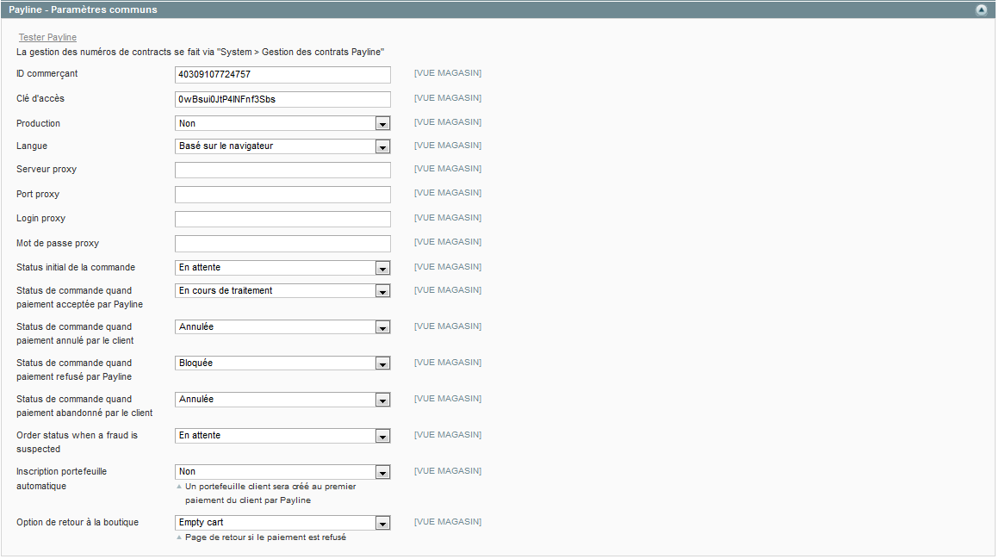 Payline - Paramètres communs
Tester Payline
La gestion des numéros de contracts se fait via "System > Gestion des contrats Payline"
ID commerçant 40309107724757 [VUE MAGASIN]
Clé d'accès 0wBsui0JtP4lNFnf3Sbs [VUE MAGASIN]
Production Non [VUE MAGASIN]
Langue Basé sur le navigateur [VUE MAGASIN]
Serveur proxy [VUE MAGASIN]
Port proxy [VUE MAGASIN]
Login proxy [VUE MAGASIN]
Mot de passe proxy [VUE MAGASIN]
Status initial de la commande En attente [VUE MAGASIN]
Status de commande quand En cours de traitement [VUE MAGASIN]
paiement acceptée par Payline
Status de commande quand Annulée [VUE MAGASIN]
paiement annulé par le client
Status de commande quand Bloquée [VUE MAGASIN]
paiement refusé par Payline
Status de commande quand Annulée [VUE MAGASIN]
paiement abandonné par le client
Order status when a fraud is En attente [VUE MAGASIN]
suspected
Inscription portefeuille Non [VUE MAGASIN]
automatique Un portefeuille client sera créé au premier
paiement du client par Payline
Option de retour à la boutique Empty cart [VUE MAGASIN]
Page de retour si le paiement est refusé